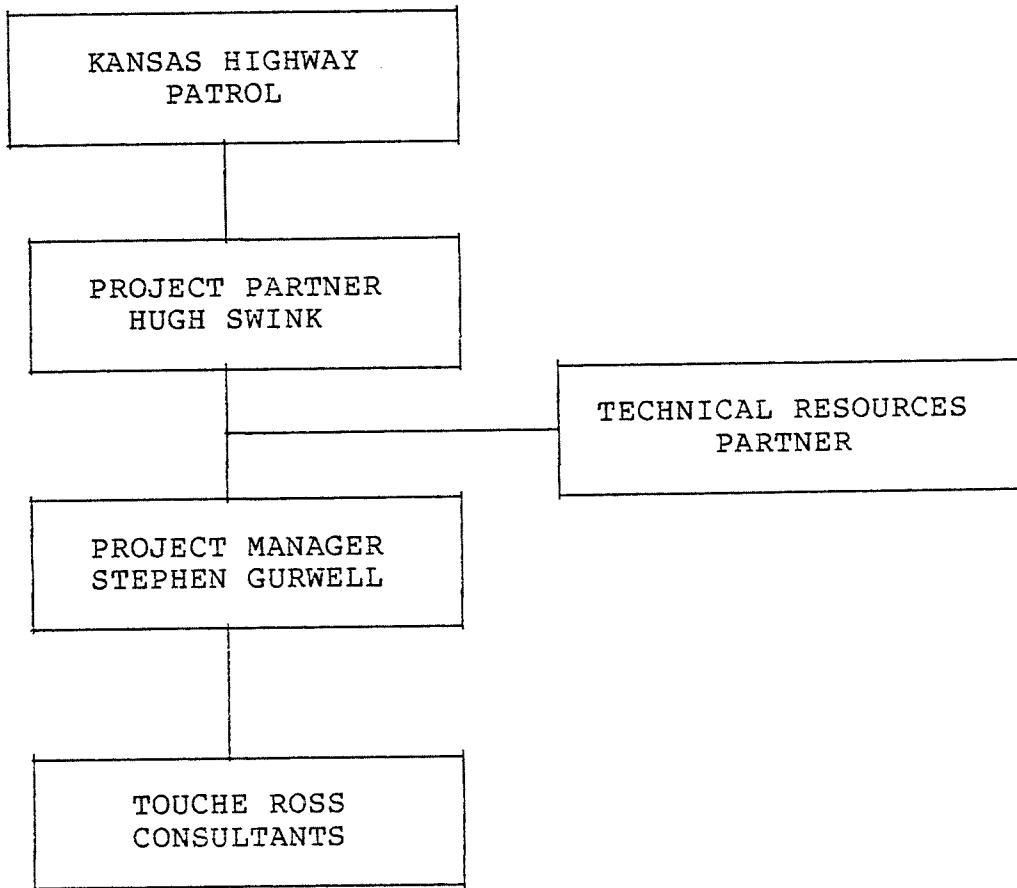 KANSAS HIGHWAY
PATROL
PROJECT PARTNER
HUGH SWINK
TECHNICAL RESOURCES
PARTNER
PROJECT MANAGER
STEPHEN GURWELL
TOUCHE ROSS
CONSULTANTS